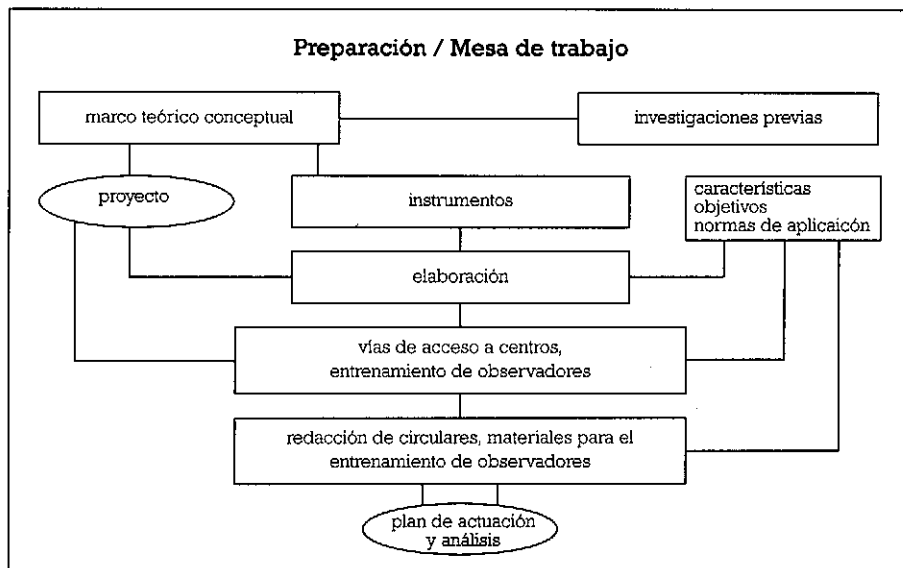 Preparación / Mesa de trabajo
marco teórico conceptual
investigaciones previas
proyecto
instrumentos
características
objetivos
normas de aplicaicón
elaboración
vías de acceso a centros,
entrenamiento de observadores
redacción de circulares, materiales para el
entrenamiento de observadores
plan de actuación
y análisis